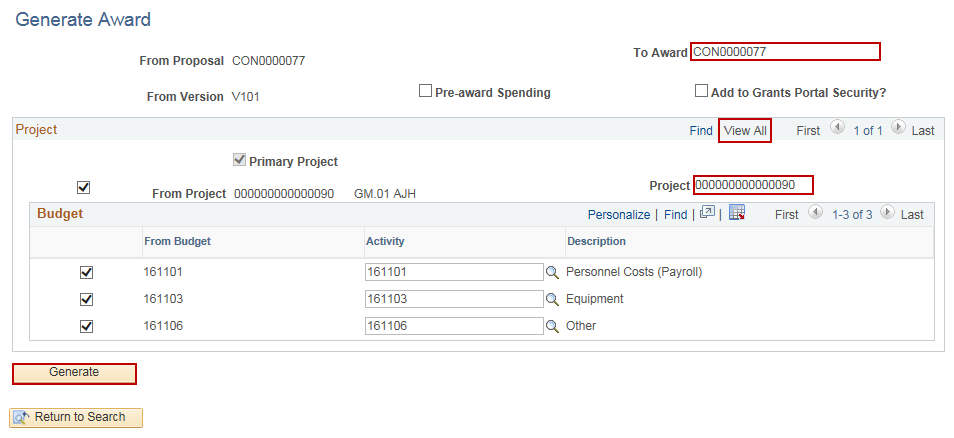 Generate Award
From Proposal CON0000077 To Award CON0000077
From Version V101 Pre-award Spending Add to Grants Portal Security?
Project Find View All First 1 of 1 Last
Primary Project
From Project 000000000000090 GM.01 AJH Project 000000000000090
Budget Personalize | Find | | First 1-3 of 3 Last
From Budget Activity Description
161101 161101 Personnel Costs (Payroll)
161103 161103 Equipment
161106 161106 Other
Generate
Return to Search